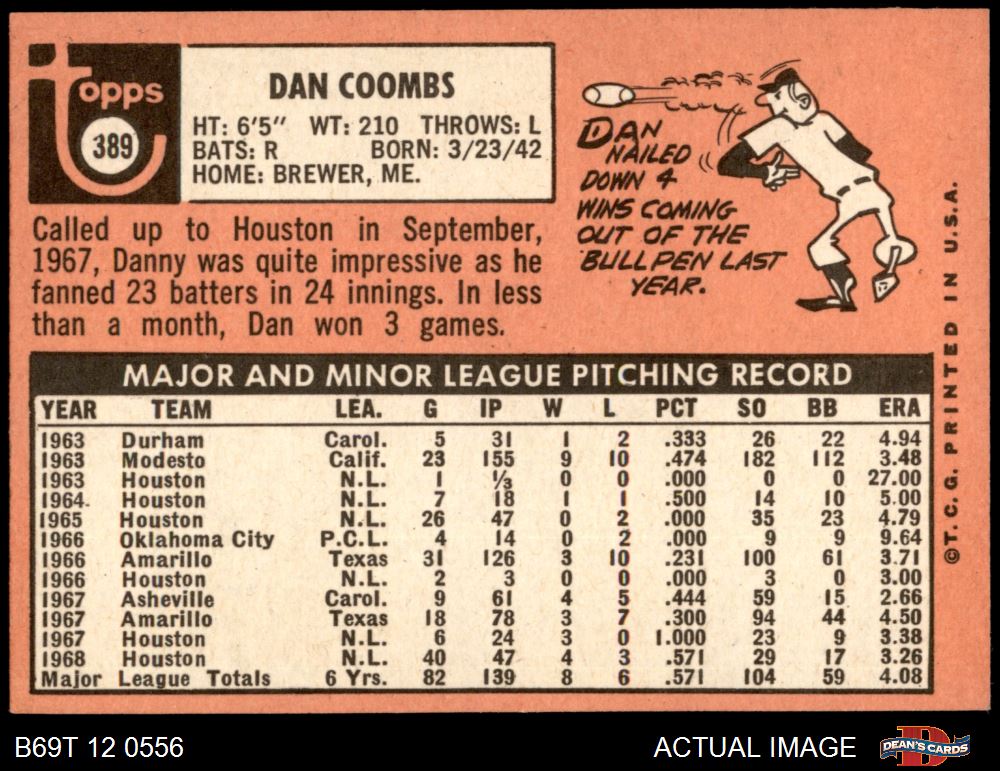 topps
389
DAN COOMBS
HT: 6'5" WT: 210 THROWS: L
BATS: R BORN: 3/23/42
HOME: BREWER, ME.
DAN
NAILED
DOWN 4
WINS COMING
OUT OF THE
BULLPEN LAST
YEAR.
Called up to Houston in September,
1967, Danny was quite impressive as he
fanned 23 batters in 24 innings. In less
than a month, Dan won 3 games.
MAJOR AND MINOR LEAGUE PITCHING RECORD
YEAR TEAM LEA. G IP W L PCT SO BB ERA
1963 Durham Carol. 5 31 1 2 .333 26 22 4.94
1963 Modesto Calif. 23 155 9 10 .474 182 112 3.48
1963 Houston N.L. 1 ⅓ 0 0 .000 0 0 27.00
1964 Houston N.L. 7 18 1 1 .500 14 10 5.00
1965 Houston N.L. 26 47 0 2 .000 35 23 4.79
1966 Oklahoma City P.C.L. 4 14 0 2 .000 9 9 9.64
1966 Amarillo Texas 31 126 3 10 .231 100 61 3.71
1966 Houston N.L. 2 3 0 0 .000 3 0 3.00
1967 Asheville Carol. 9 61 4 5 .444 59 15 2.66
1967 Amarillo Texas 18 78 3 7 .300 94 44 4.50
1967 Houston N.L. 6 24 3 0 1.000 23 9 3.38
1968 Houston N.L. 40 47 4 3 .571 29 17 3.26
Major League Totals 6 Yrs. 82 139 8 6 .571 104 59 4.08
©T.C.G. PRINTED IN U.S.A.
B69T 12 0556
ACTUAL IMAGE
DEAN'S CARDS